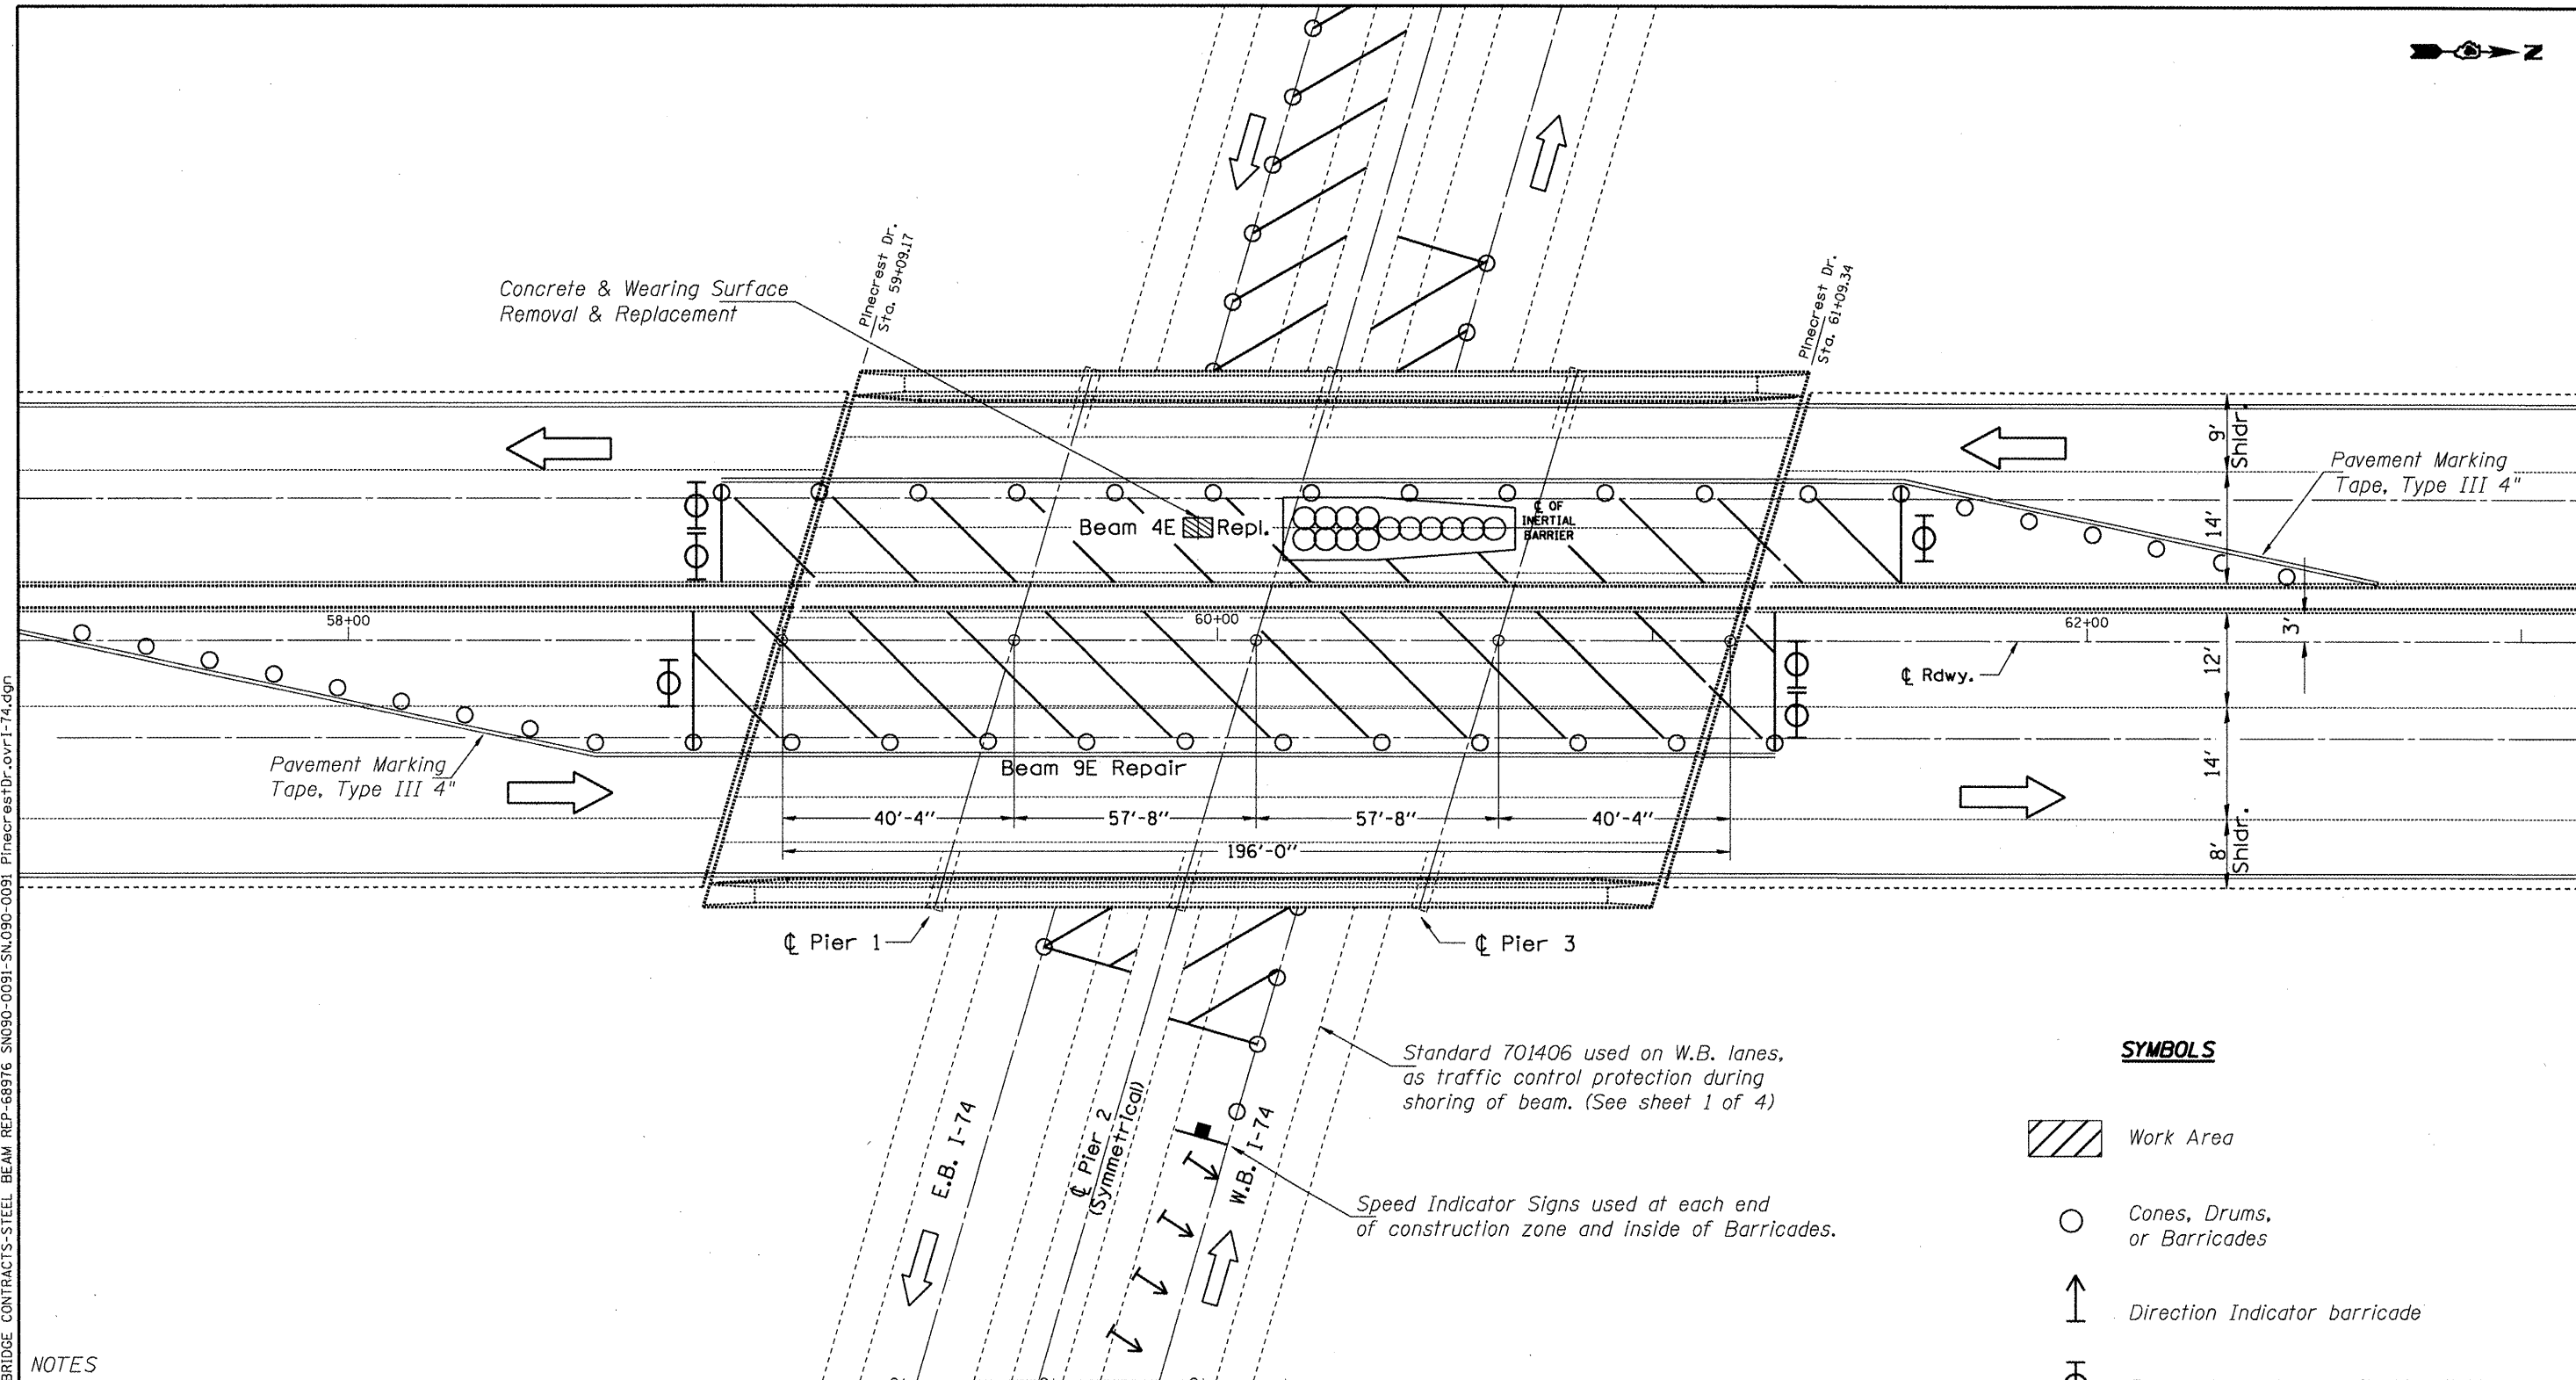 N
Pinecrest Dr.
Sta. 59+09.17
Pinecrest Dr.
Sta. 61+09.34
Concrete & Wearing Surface
Removal & Replacement
9'
Shldr.
Pavement Marking
Tape, Type III 4"
Beam 4E
Repl.
℄ OF
INERTIAL
BARRIER
14'
58+00
60+00
62+00
3'
12'
℄ Rdwy.
Pavement Marking
Tape, Type III 4"
Beam 9E Repair
14'
40'-4"
57'-8"
57'-8"
40'-4"
196'-0"
8'
Shldr.
℄ Pier 1
℄ Pier 3
Standard 701406 used on W.B. lanes,
as traffic control protection during
shoring of beam. (See sheet 1 of 4)
E.B. I-74
℄ Pier 2
(Symmetrical)
W.B. I-74
Speed Indicator Signs used at each end
of construction zone and inside of Barricades.
SYMBOLS
Work Area
Cones, Drums,
or Barricades
Direction Indicator barricade
NOTES
BRIDGE CONTRACTS-STEEL BEAM REP-68976 SN090-0091-SN.090-0091 PinecrestDr.ovrI-74.dgn